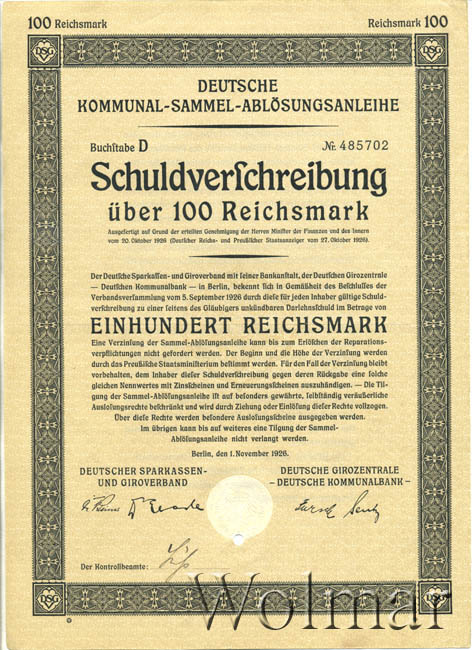 100 Reichsmark
Reichsmark 100
DSG
DSG
DEUTSCHE
KOMMUNAL-SAMMEL-ABLÖSUNGSANLEIHE
Buchſtabe D
Nr. 485702
Schuldverſchreibung
über 100 Reichsmark
Ausgefertigt auf Grund der erteilten Genehmigung der Herren Miniſter der Finanzen und des Innern
vom 20. Oktober 1926 (Deutſcher Reichs- und Preußiſcher Staatsanzeiger vom 27. Oktober 1926).
Der Deutſche Sparkaſſen- und Giroverband mit ſeiner Bankanſtalt, der Deutſchen Girozentrale
— Deutſchen Kommunalbank — in Berlin, bekennt ſich in Gemäßheit des Beſchluſſes der
Verbandsverſammlung vom 5. September 1926 durch dieſe für jeden Inhaber gültige Schuld-
verſchreibung zu einer ſeitens des Gläubigers unkündbaren Darlehnsſchuld im Betrage von
EINHUNDERT REICHSMARK
Eine Verzinſung der Sammel-Ablöſungsanleihe kann bis zum Erlöſchen der Reparations-
verpflichtungen nicht gefordert werden. Der Beginn und die Höhe der Verzinſung werden
durch das Preußiſche Staatsminiſterium beſtimmt werden. Für den Fall der Verzinſung bleibt
vorbehalten, dem Inhaber dieſer Schuldverſchreibung gegen deren Rückgabe eine ſolche
gleichen Nennwertes mit Zinsſcheinen und Erneuerungsſcheinen auszuhändigen. — Die Til-
gung der Sammel-Ablöſungsanleihe iſt auf beſonders gewährte, ſelbſtändig veräußerliche
Ausloſungsrechte beſchränkt und wird durch Ziehung oder Einlöſung dieſer Rechte vollzogen.
Über dieſe Rechte werden beſondere Ausloſungsſcheine ausgegeben werden.
Im übrigen kann bis auf weiteres eine Tilgung der Sammel-
Ablöſungsanleihe nicht verlangt werden.
Berlin, den 1. November 1926.
DEUTSCHER SPARKASSEN-
UND GIROVERBAND
DEUTSCHE GIROZENTRALE
– DEUTSCHE KOMMUNALBANK –
Der Kontrollbeamte:
DSG
DSG
Wolmar